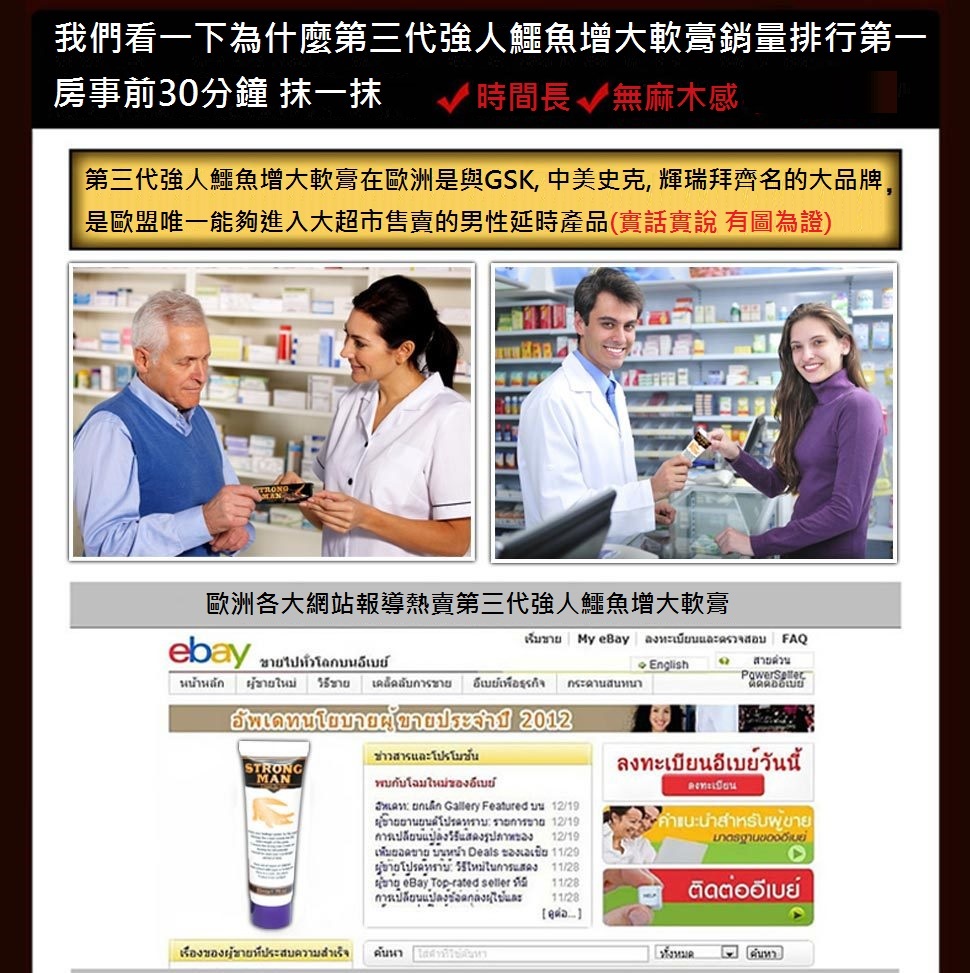 我們看一下為什麼第三代強人鱷魚增大軟膏銷量排行第一
房事前30分鐘 抹一抹 ✓時間長 ✓無麻木感
第三代強人鱷魚增大軟膏在歐洲是與GSK, 中美史克, 輝瑞拜齊名的大品牌,
是歐盟唯一能夠進入大超市售賣的男性延時產品(實話實說 有圖為證)
STRONG
MAN
歐洲各大網站報導熱賣第三代強人鱷魚增大軟膏
เริ่มขาย My eBay ลงทะเบียนและตรวจสอบ FAQ
ebay ขายไปทั่วโลกบนอีเบย์
English สายด่วน
PowerSeller
ติดต่ออีเบย์
หน้าหลัก ผู้ขายใหม่ วิธีขาย เคล็ดลับการขาย อีเบย์เพื่อธุรกิจ กระดานสนทนา
อัพเดทนโยบายผู้ขายประจำปี 2012
STRONG
MAN
ข่าวสารและโปรโมชั่น
พบกับโฉมใหม่ของอีเบย์
อัพเดท: ยกเลิก Gallery Featured บน 12/19
ผู้ขายยานยนต์โปรดทราบ: รายการขาย 12/19
การเปลี่ยนแปลงวิธีแสดงรูปภาพของ 12/19
เพิ่มยอดขาย บนหน้า Deals ของเอเชีย 11/29
ผู้ขายโปรดทราบ: วิธีใหม่ในการแสดง 11/28
ผู้ขาย eBay Top-rated seller ที่มี 11/28
การเปลี่ยนแปลงข้อตกลงผู้ใช้และ 11/28
[ ดูต่อ... ]
ลงทะเบียนอีเบย์วันนี้
ลงทะเบียน
คำแนะนำสำหรับผู้ขาย
มาตรฐานของอีเบย์
HELP
ติดต่ออีเบย์
เรื่องของผู้ขายที่ประสบความสำเร็จ
ค้นหา ใส่คำที่ใช้ค้นหา ทั้งหมด ค้นหา